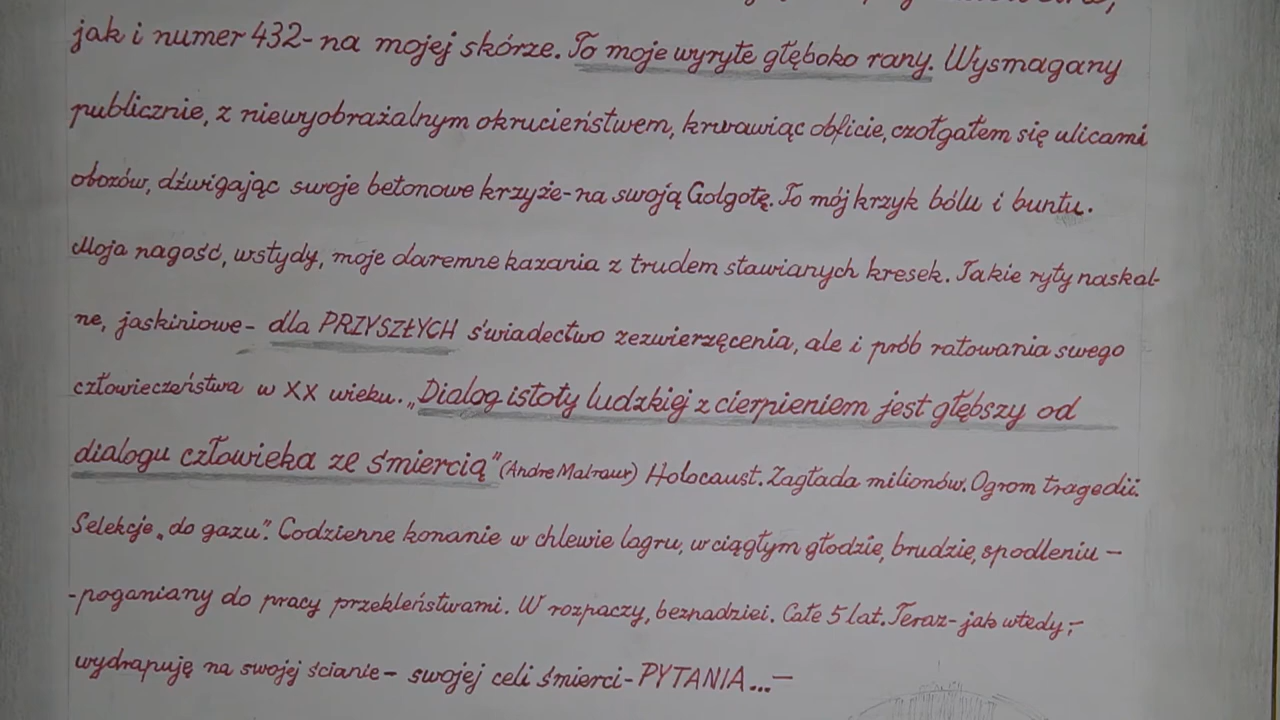 jak i numer 432- na mojej skórze. To moje wyryte głęboko rany. Wysmagany
publicznie, z niewyobrażalnym okrucieństwem, krwawiąc obficie, czołgałem się ulicami
obozów, dźwigając swoje betonowe krzyże-na swoją Golgotę. To mój krzyk bólu i buntu.
Moja nagość, wstydy, moje daremne kazania z trudem stawianych kresek. Takie ryty naskal-
ne, jaskiniowe- dla PRZYSZŁYCH świadectwo zezwierzęcenia, ale i prób ratowania swego
człowieczeństwa w XX wieku. „Dialog istoty ludzkiej z cierpieniem jest głębszy od
dialogu człowieka ze śmiercią" (Andre Malraux) Holocaust. Zagłada milionów. Ogrom tragedii.
Selekcje „do gazu". Codzienne konanie w chlewie lagru, w ciągłym głodzie, brudzie, spodleniu –
-poganiany do pracy przekleństwami. W rozpaczy, beznadziei. Całe 5 lat. Teraz- jak wtedy,-
wydrapuję na swojej ścianie- swojej celi śmierci-PYTANIA...—